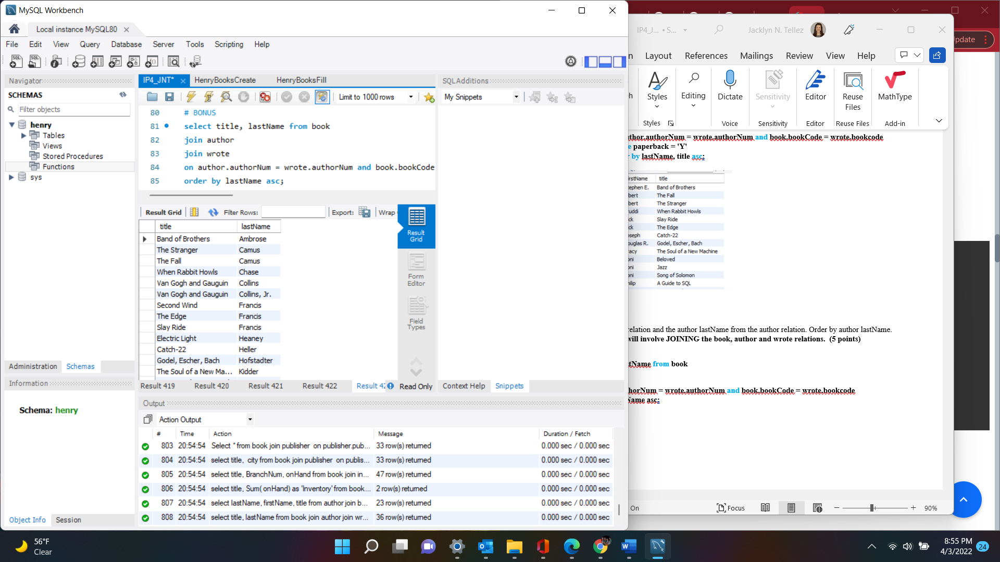 MySQL Workbench
Local instance MySQL80
File Edit View Query Database Server Tools Scripting Help
Navigator
SCHEMAS
Filter objects
henry
Tables
Views
Stored Procedures
Functions
sys
Administration Schemas
Information
Schema: henry
Object Info Session
IP4_JNT* HenryBooksCreate HenryBooksFill
Limit to 1000 rows
80 # BONUS
81 select title, lastName from book
82 join author
83 join wrote
84 on author.authorNum = wrote.authorNum and book.bookCode
85 order by lastName asc;
Result Grid Filter Rows: Export: Wrap
title lastName
Band of Brothers Ambrose
The Stranger Camus
The Fall Camus
When Rabbit Howls Chase
Van Gogh and Gauguin Collins
Van Gogh and Gauguin Collins, Jr.
Second Wind Francis
The Edge Francis
Slay Ride Francis
Electric Light Heaney
Catch-22 Heller
Godel, Escher, Bach Hofstadter
The Soul of a New Ma... Kidder
Result Grid
Form Editor
Field Types
Result 419 Result 420 Result 421 Result 422 Result 42 Read Only
SQLAdditions
My Snippets
Context Help Snippets
Output
Action Output
# Time Action Message Duration / Fetch
803 20:54:54 Select * from book join publisher on publisher.pub... 33 row(s) returned 0.000 sec / 0.000 sec
804 20:54:54 select title, city from book join publisher on publis... 33 row(s) returned 0.000 sec / 0.000 sec
805 20:54:54 select title, BranchNum, onHand from book join in... 47 row(s) returned 0.000 sec / 0.000 sec
806 20:54:54 select title, Sum( onHand) as 'Inventory' from book... 2 row(s) returned 0.000 sec / 0.000 sec
807 20:54:54 select lastName, firstName, title from author join b... 23 row(s) returned 0.000 sec / 0.000 sec
808 20:54:54 select title, lastName from book join author join wr... 36 row(s) returned 0.000 sec / 0.000 sec
IP4_J... • S... Jacklyn N. Tellez
pdate
n Layout References Mailings Review View Help
h Styles Editing Dictate Sensitivity Editor Reuse Files MathType
Styles Voice Sensitivity Editor Reuse Files Add-in
thor.authorNum = wrote.authorNum and book.bookCode = wrote.bookcode
e paperback = 'Y'
r by lastName, title asc;
irstName title
tephen E. Band of Brothers
bert The Fall
bert The Stranger
uddi When Rabbit Howls
ck Slay Ride
ck The Edge
oseph Catch-22
ouglas R. Godel, Escher, Bach
acy The Soul of a New Machine
oni Beloved
oni Jazz
oni Song of Solomon
hilip A Guide to SQL
relation and the author lastName from the author relation. Order by author lastName.
will involve JOINING the book, author and wrote relations. (5 points)
tName from book
horNum = wrote.authorNum and book.bookCode = wrote.bookcode
Name asc;
On Focus 90%
56°F
Clear
8:55 PM
4/3/2022
24